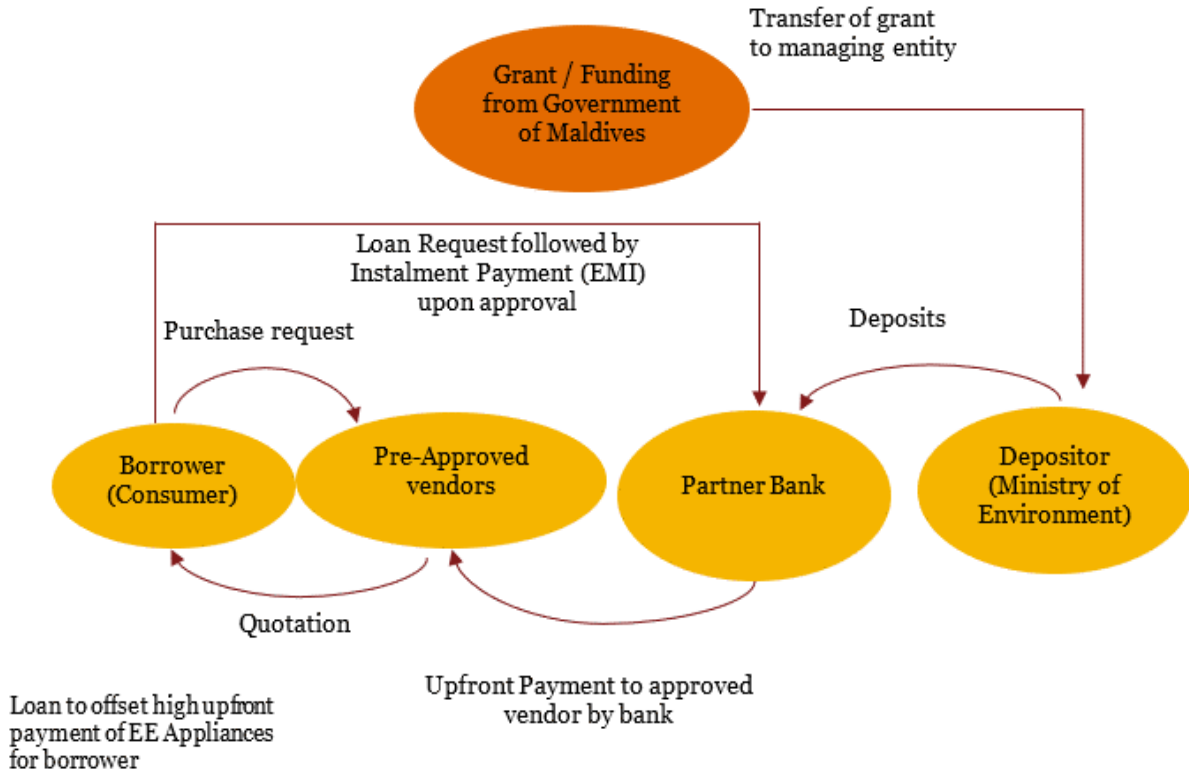 Transfer of grant
to managing entity
Grant / Funding
from Government
of Maldives
Loan Request followed by
Instalment Payment (EMI)
upon approval
Purchase request
Deposits
Borrower
(Consumer)
Pre-Approved
vendors
Partner Bank
Depositor
(Ministry of
Environment)
Quotation
Upfront Payment to approved
vendor by bank
Loan to offset high upfront
payment of EE Appliances
for borrower